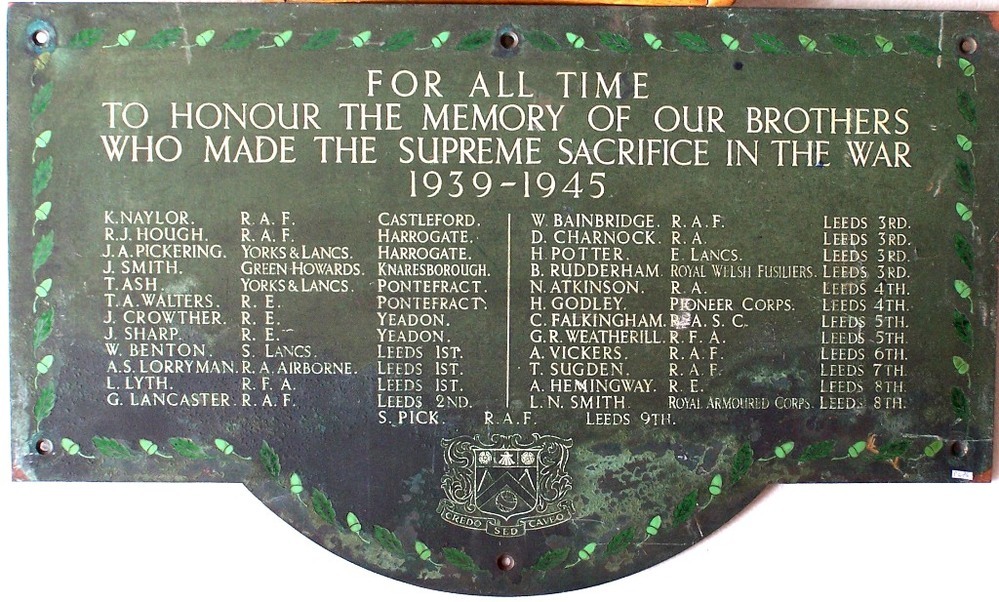 FOR ALL TIME
TO HONOUR THE MEMORY OF OUR BROTHERS
WHO MADE THE SUPREME SACRIFICE IN THE WAR
1939-1945
K. NAYLOR. R. A. F. CASTLEFORD.
R.J. HOUGH. R. A. F. HARROGATE.
J. A. PICKERING. YORKS & LANCS. HARROGATE.
J. SMITH. GREEN HOWARDS. KNARESBOROUGH.
T. ASH. YORKS & LANCS. PONTEFRACT.
T. A. WALTERS. R. E. PONTEFRACT.
J. CROWTHER. R. E. YEADON.
J. SHARP. R. E. YEADON.
W. BENTON. S. LANCS. LEEDS 1ST.
A.S. LORRYMAN. R. A. AIRBORNE. LEEDS 1ST.
L. LYTH. R. F. A. LEEDS 1ST.
G. LANCASTER. R. A. F. LEEDS 2ND.
W. BAINBRIDGE. R. A. F. LEEDS 3RD.
D. CHARNOCK. R. A. LEEDS 3RD.
H. POTTER. E. LANCS. LEEDS 3RD.
B. RUDDERHAM. ROYAL WELSH FUSILIERS. LEEDS 3RD.
N. ATKINSON. R. A. LEEDS 4TH.
H. GODLEY. PIONEER CORPS. LEEDS 4TH.
C. FALKINGHAM. R. A. S. C. LEEDS 5TH.
G. R. WEATHERILL. R. F. A. LEEDS 5TH.
A. VICKERS. R. A. F. LEEDS 6TH.
T. SUGDEN. R. A. F. LEEDS 7TH.
A. HEMINGWAY. R. E. LEEDS 8TH.
L. N. SMITH. ROYAL ARMOURED CORPS. LEEDS 8TH.
S. PICK. R. A. F. LEEDS 9TH.
CREDO SED CAVEO